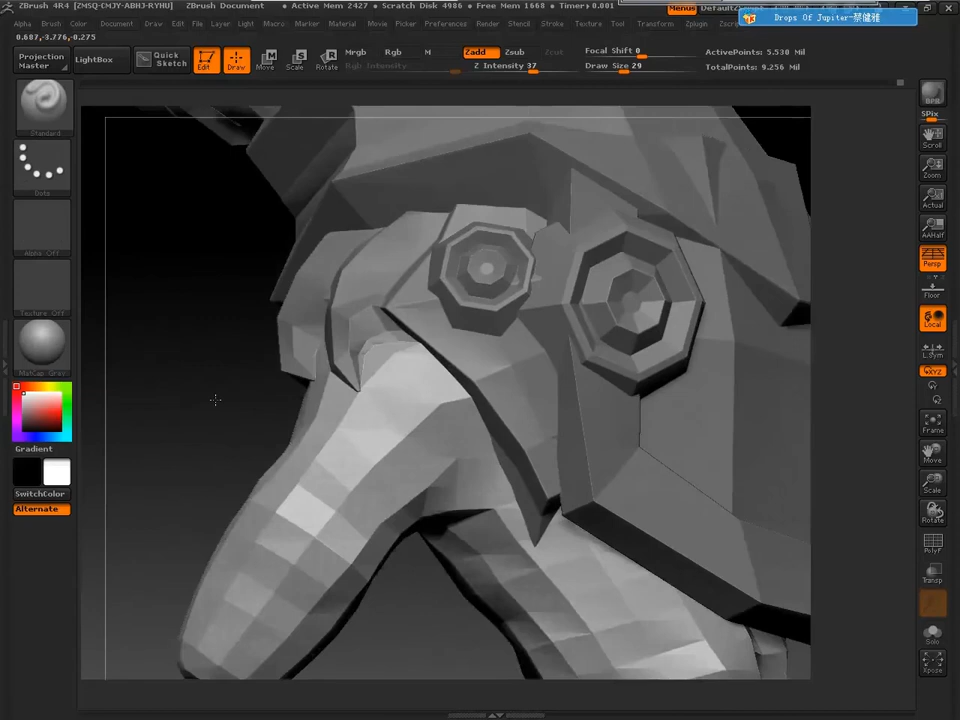 ZBrush 4R4 [ZMSQ-CMJY-ABHJ-RYHU] ZBrush Document • Active Mem 2427 • Scratch Disk 4986 • Free Mem 1668 • Timer▸0.001
Menus
Drops Of Jupiter-蔡健雅
Alpha Brush Color Document Draw Edit File Layer Light Macro Marker Material Movie Picker Preferences Render Stencil Stroke Texture Tool Transform Zplugin
0.687,-3.776,-0.275
Projection Master
LightBox
Quick Sketch
Edit
Draw
Move
Scale
Rotate
Mrgb Rgb M
Rgb Intensity
Zadd Zsub Zcut
Z Intensity 37
Focal Shift 0
Draw Size 29
ActivePoints: 5.530 Mil
TotalPoints: 9.256 Mil
Standard
Dots
Alpha Off
Texture Off
MatCap Gray
Gradient
SwitchColor
Alternate
BPR
SPix
Scroll
Zoom
Actual
AAHalf
Persp
Floor
Local
L.Sym
XYZ
Frame
Move
Scale
Rotate
PolyF
Transp
Solo
Xpose